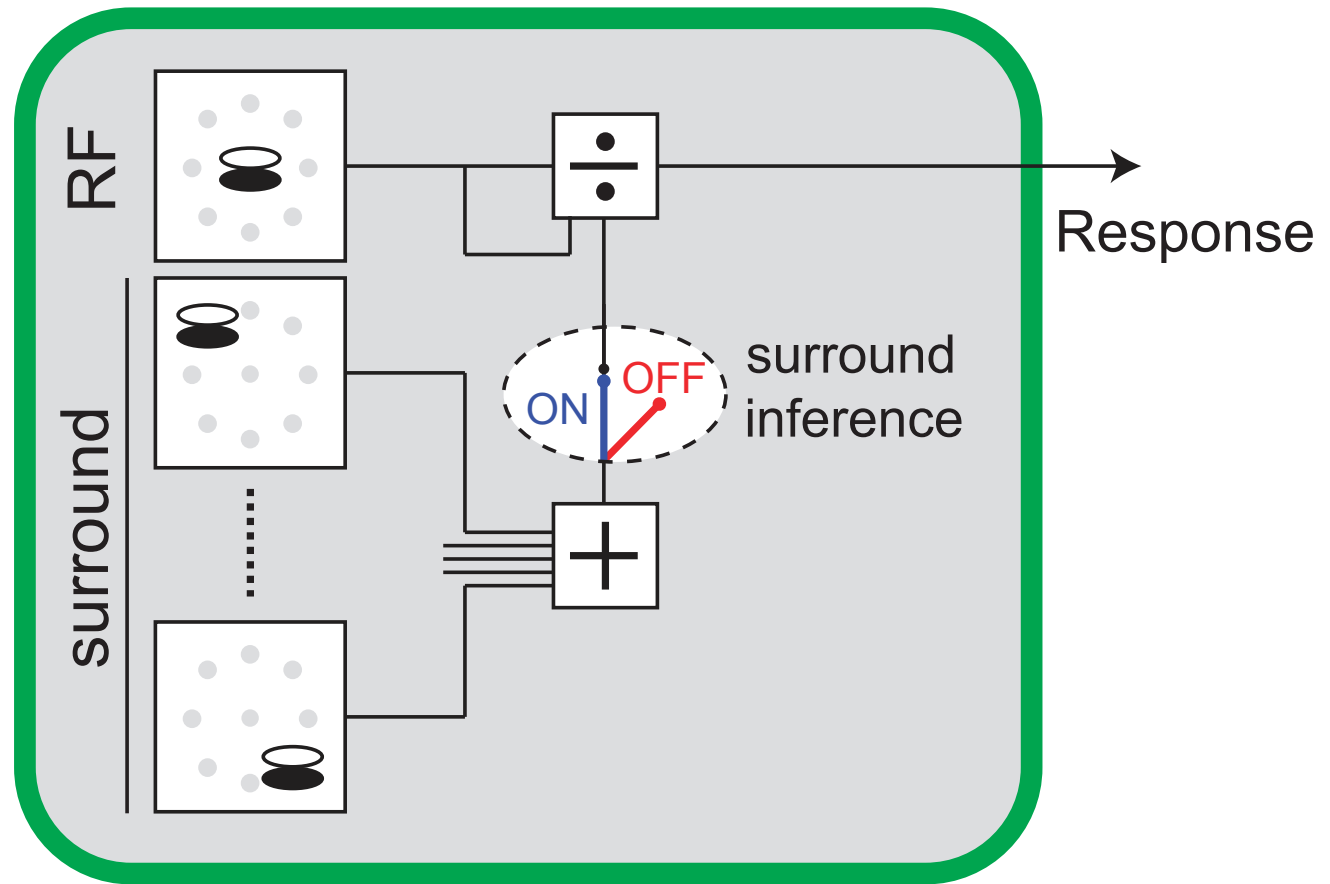 RF
÷
Response
surround
ON
OFF
surround
inference
+